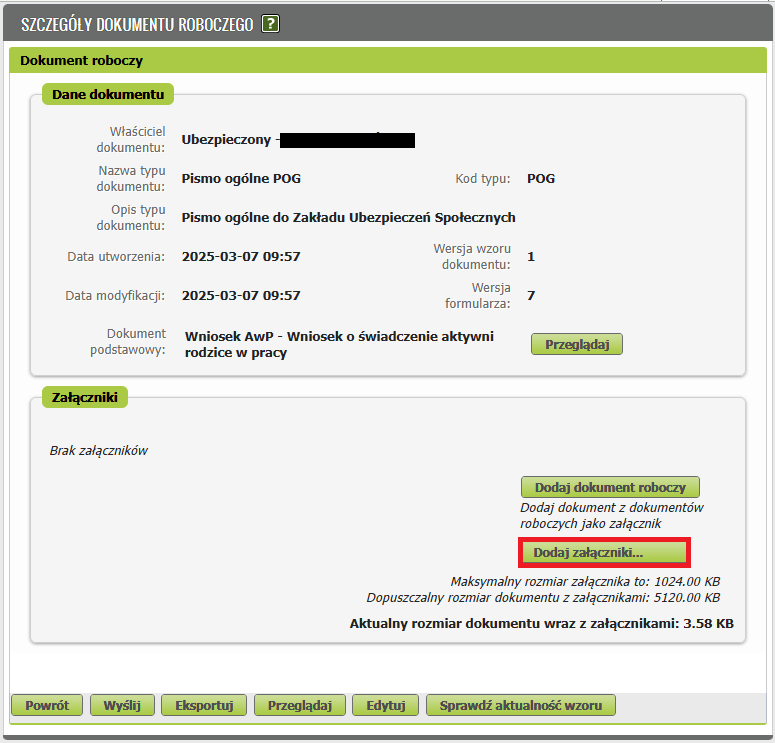 SZCZEGÓŁY DOKUMENTU ROBOCZEGO ?
Dokument roboczy
Dane dokumentu
Właściciel
dokumentu:
Ubezpieczony -
Nazwa typu
dokumentu:
Pismo ogólne POG
Kod typu: POG
Opis typu
dokumentu:
Pismo ogólne do Zakładu Ubezpieczeń Społecznych
Data utworzenia: 2025-03-07 09:57
Wersja wzoru
dokumentu:
1
Data modyfikacji: 2025-03-07 09:57
Wersja
formularza:
7
Dokument
podstawowy:
Wniosek AwP - Wniosek o świadczenie aktywni
rodzice w pracy
Przeglądaj
Załączniki
Brak załączników
Dodaj dokument roboczy
Dodaj dokument z dokumentów
roboczych jako załącznik
Dodaj załączniki...
Maksymalny rozmiar załącznika to: 1024.00 KB
Dopuszczalny rozmiar dokumentu z załącznikami: 5120.00 KB
Aktualny rozmiar dokumentu wraz z załącznikami: 3.58 KB
Powrót Wyślij Eksportuj Przeglądaj Edytuj Sprawdź aktualność wzoru